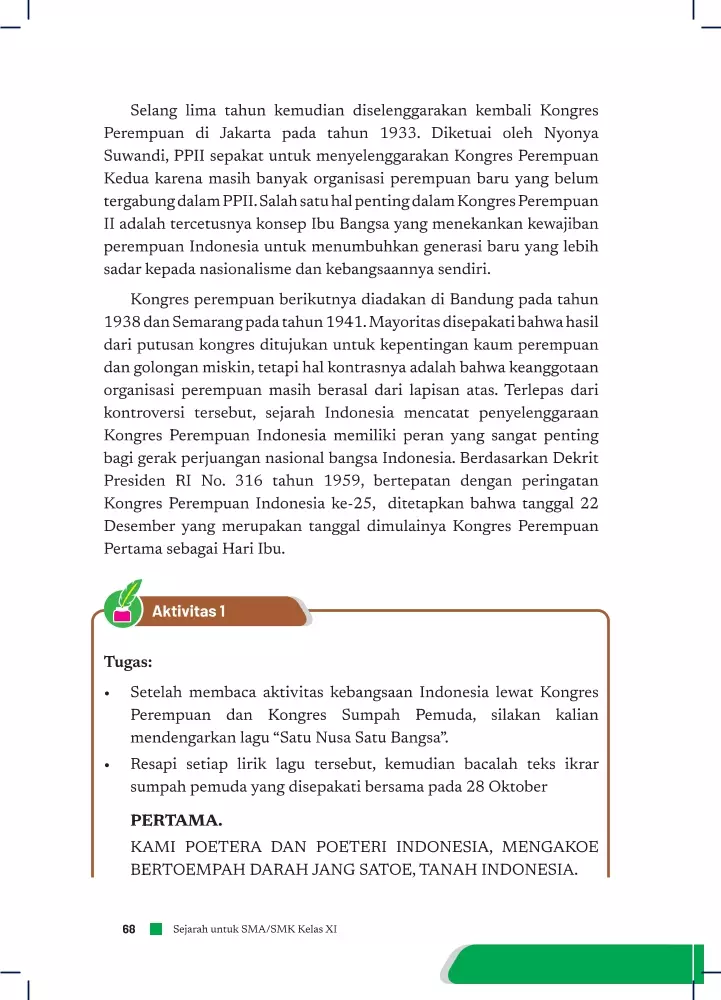 Selang lima tahun kemudian diselenggarakan kembali Kongres
Perempuan di Jakarta pada tahun 1933. Diketuai oleh Nyonya
Suwandi, PPII sepakat untuk menyelenggarakan Kongres Perempuan
Kedua karena masih banyak organisasi perempuan baru yang belum
tergabung dalam PPII. Salah satu hal penting dalam Kongres Perempuan
II adalah tercetusnya konsep Ibu Bangsa yang menekankan kewajiban
perempuan Indonesia untuk menumbuhkan generasi baru yang lebih
sadar kepada nasionalisme dan kebangsaannya sendiri.
Kongres perempuan berikutnya diadakan di Bandung pada tahun
1938 dan Semarang pada tahun 1941. Mayoritas disepakati bahwa hasil
dari putusan kongres ditujukan untuk kepentingan kaum perempuan
dan golongan miskin, tetapi hal kontrasnya adalah bahwa keanggotaan
organisasi perempuan masih berasal dari lapisan atas. Terlepas dari
kontroversi tersebut, sejarah Indonesia mencatat penyelenggaraan
Kongres Perempuan Indonesia memiliki peran yang sangat penting
bagi gerak perjuangan nasional bangsa Indonesia. Berdasarkan Dekrit
Presiden RI No. 316 tahun 1959, bertepatan dengan peringatan
Kongres Perempuan Indonesia ke-25, ditetapkan bahwa tanggal 22
Desember yang merupakan tanggal dimulainya Kongres Perempuan
Pertama sebagai Hari Ibu.
Aktivitas 1
Tugas:
• Setelah membaca aktivitas kebangsaan Indonesia lewat Kongres
Perempuan dan Kongres Sumpah Pemuda, silakan kalian
mendengarkan lagu “Satu Nusa Satu Bangsa”.
• Resapi setiap lirik lagu tersebut, kemudian bacalah teks ikrar
sumpah pemuda yang disepakati bersama pada 28 Oktober
PERTAMA.
KAMI POETERA DAN POETERI INDONESIA, MENGAKOE
BERTOEMPAH DARAH JANG SATOE, TANAH INDONESIA.
68 Sejarah untuk SMA/SMK Kelas XI